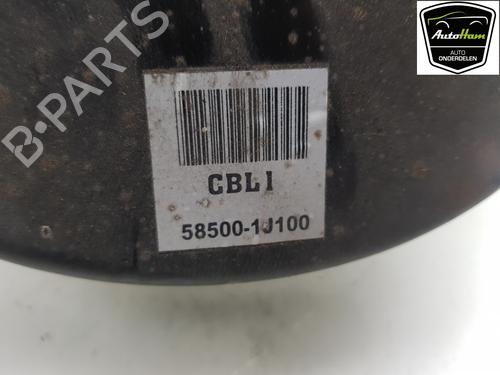 AutoHam
AUTO
ONDERDELEN
B-PARTS
CBL1
58500-1J100